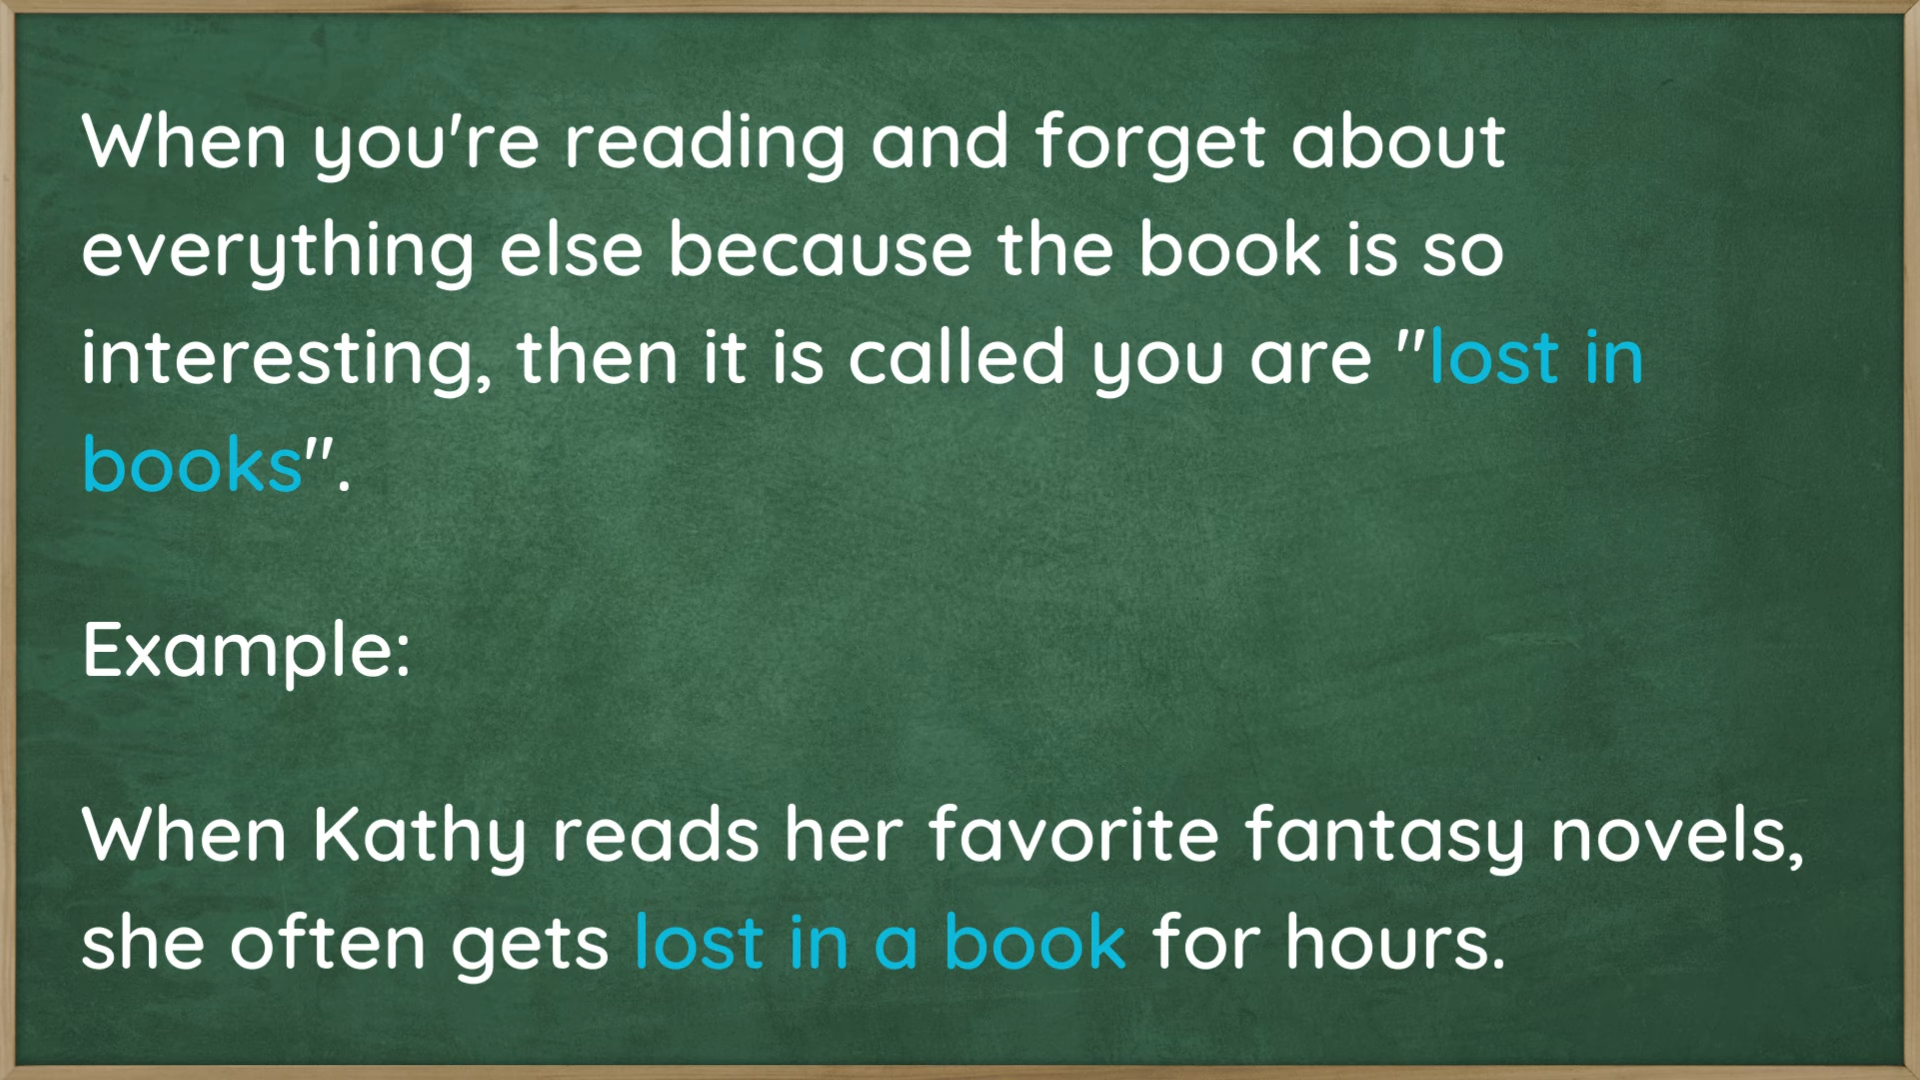 When you're reading and forget about
everything else because the book is so
interesting, then it is called you are "lost in
books".
Example:
When Kathy reads her favorite fantasy novels,
she often gets lost in a book for hours.